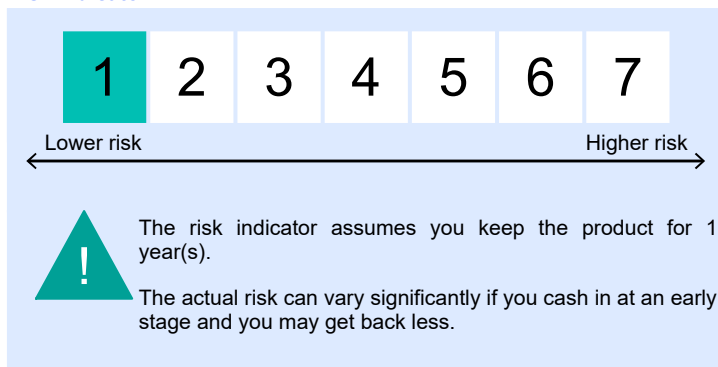 1 2 3 4 5 6 7
Lower risk Higher risk
!
The risk indicator assumes you keep the product for 1
year(s).
The actual risk can vary significantly if you cash in at an early
stage and you may get back less.